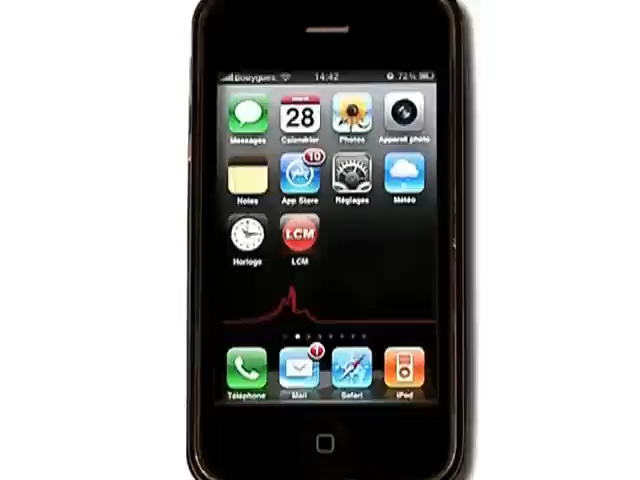 Bouygues 14:42 72 %
28
Messages Calendrier Photos Appareil photo
10
Notes App Store Réglages Météo
LCM
Horloge LCM
1
Téléphone Mail Safari iPod